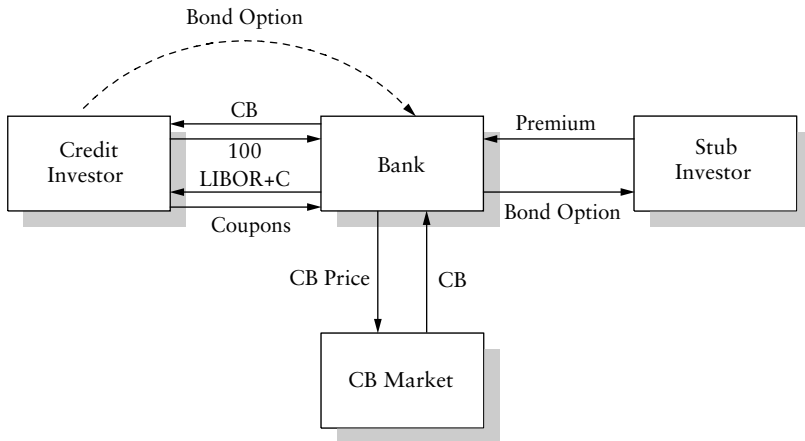 Bond Option
CB
Credit
Investor
100
LIBOR+C
Coupons
Bank
Premium
Bond Option
Stub
Investor
CB Price
CB
CB Market